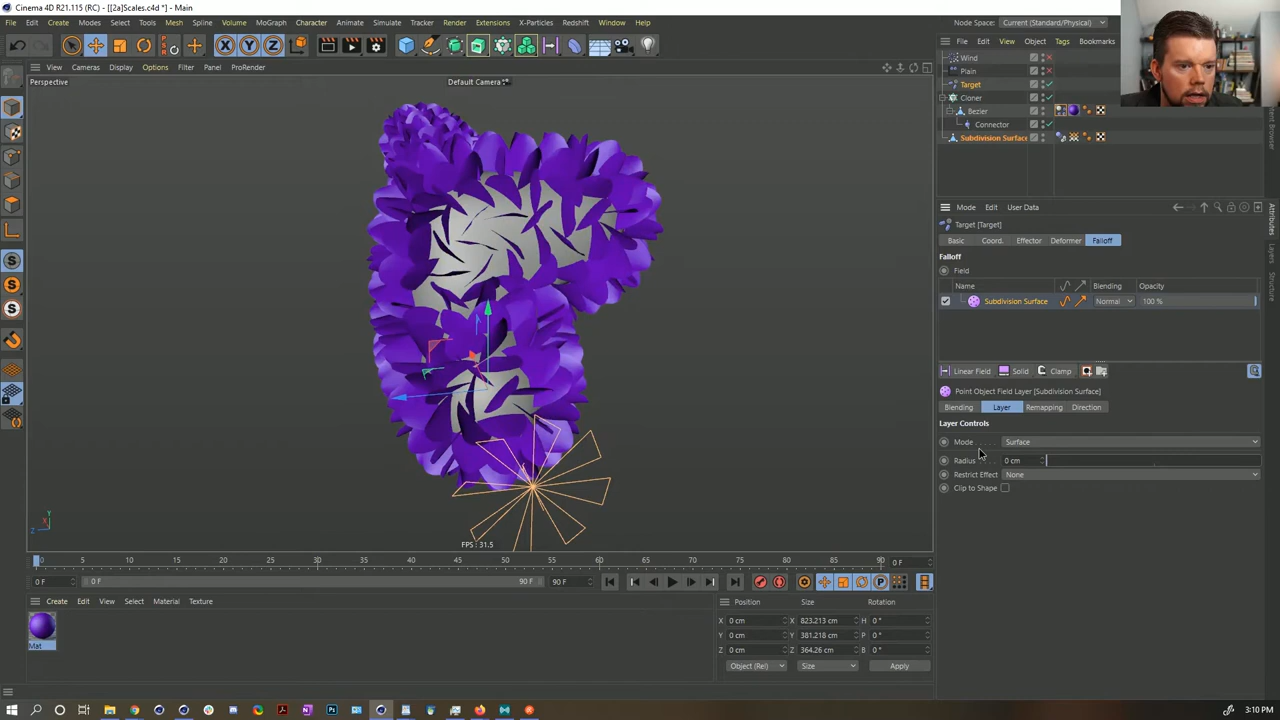 Cinema 4D R21.115 (RC) - [[2a]Scales.c4d *] - Main
File Edit Create Modes Select Tools Mesh Spline Volume MoGraph Character Animate Simulate Tracker Render Extensions X-Particles Redshift Window Help
Node Space: Current (Standard/Physical)
View Cameras Display Options Filter Panel ProRender
File Edit View Object Tags Bookmarks
Perspective
Default Camera
Wind
Plain
Target
Cloner
Bezier
Connector
Subdivision Surface
Mode Edit User Data
Target [Target]
Basic Coord. Effector Deformer Falloff
Falloff
Field
Name Blending Opacity
Subdivision Surface Normal 100 %
Linear Field Solid Clamp
Point Object Field Layer [Subdivision Surface]
Blending Layer Remapping Direction
Layer Controls
Mode Surface
Radius 0 cm
Restrict Effect None
Clip to Shape
Attributes
Layers
Structure
FPS : 31.5
0 5 10 15 20 25 30 35 40 45 50 55 60 65 70 75 80 85 90 0 F
0 F 0 F 90 F 90 F
Create Edit View Select Material Texture
Mat
Position Size Rotation
X 0 cm X 823.213 cm H 0 °
Y 0 cm Y 381.218 cm P 0 °
Z 0 cm Z 364.26 cm B 0 °
Object (Rel) Size Apply
3:10 PM